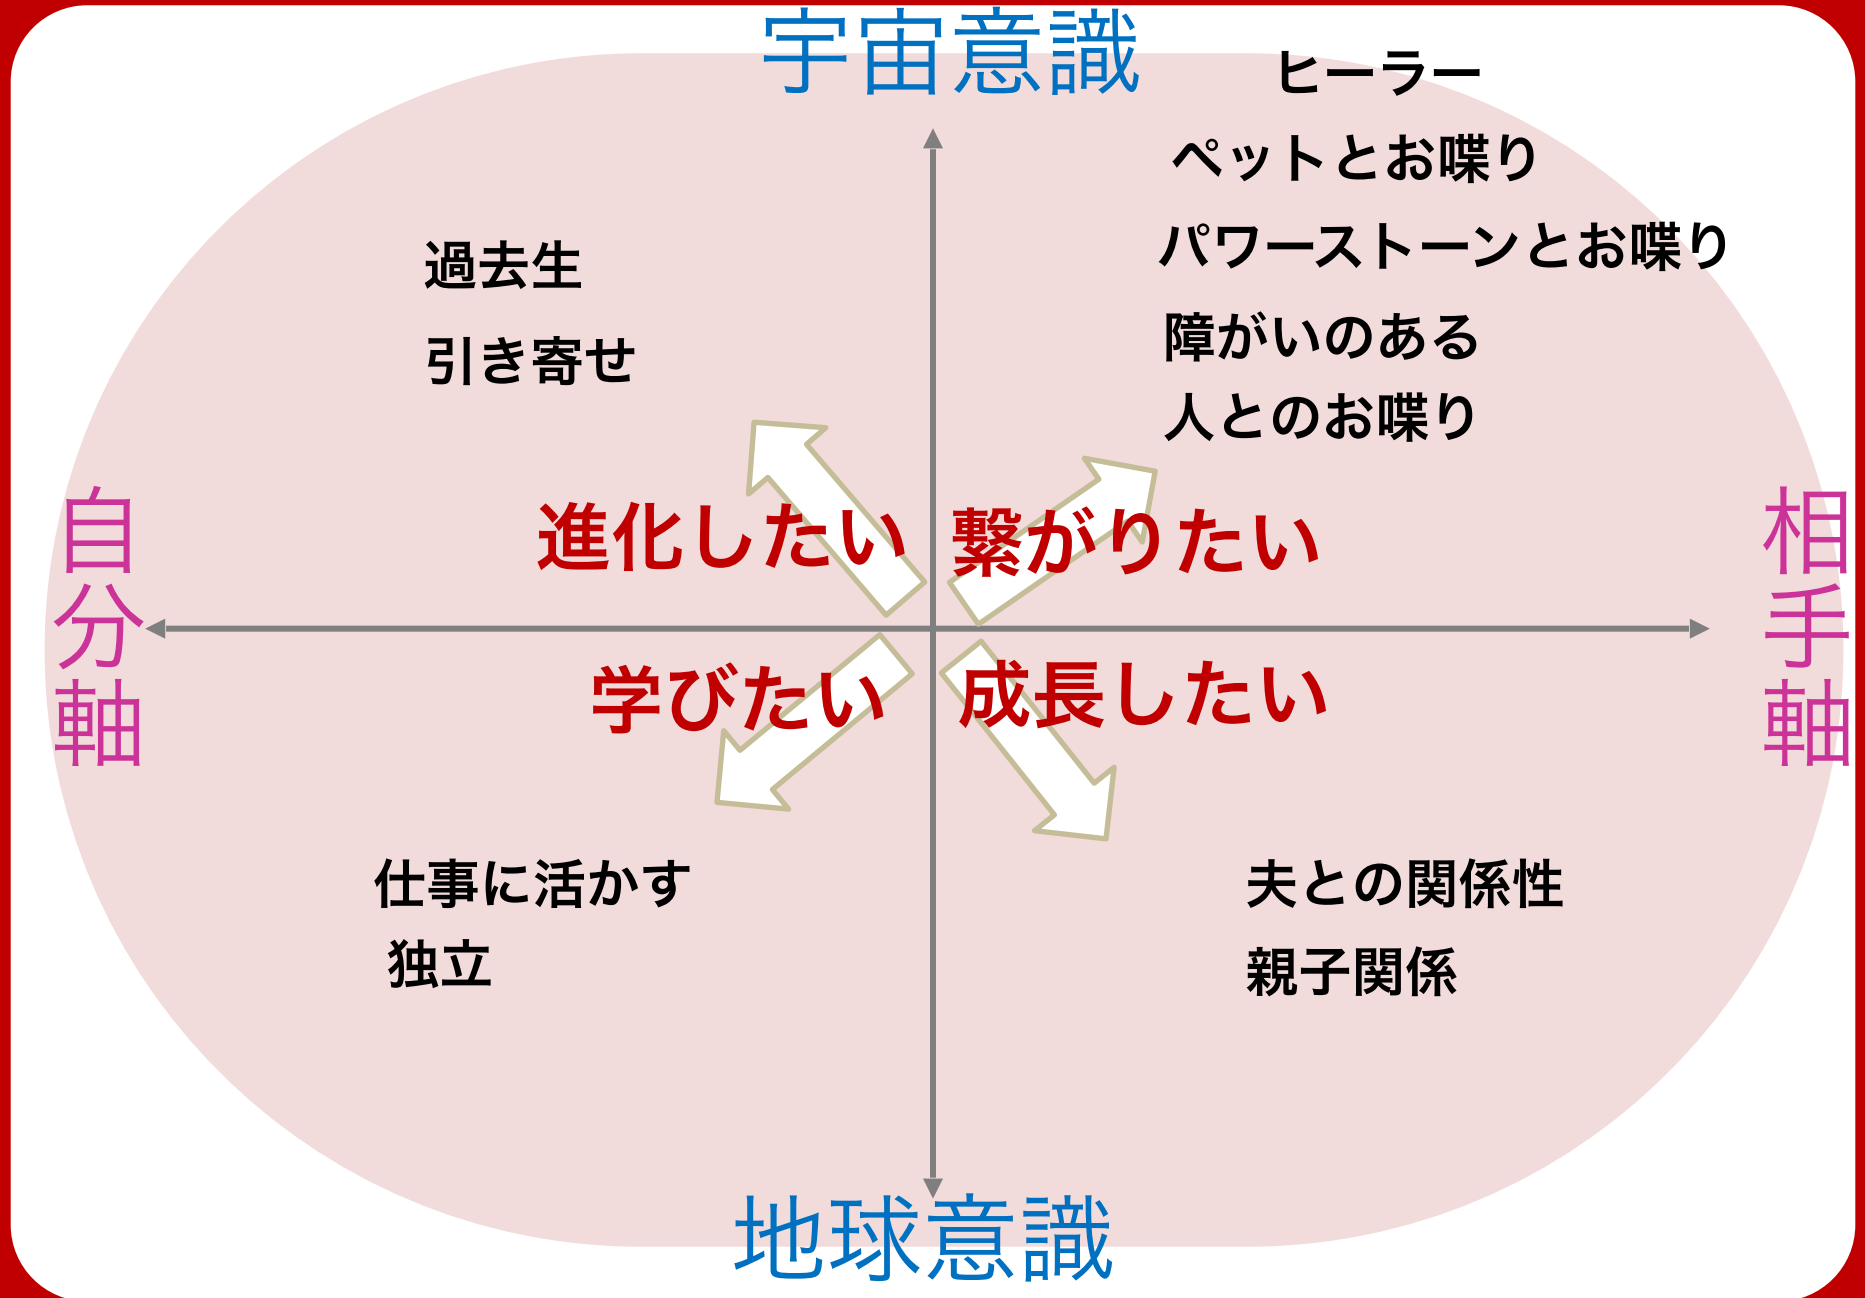 宇宙意識
ヒーラー
ペットとお喋り
パワーストーンとお喋り
障がいのある
人とのお喋り
過去生
引き寄せ
進化したい
繋がりたい
自分軸
相手軸
学びたい
成長したい
仕事に活かす
独立
夫との関係性
親子関係
地球意識